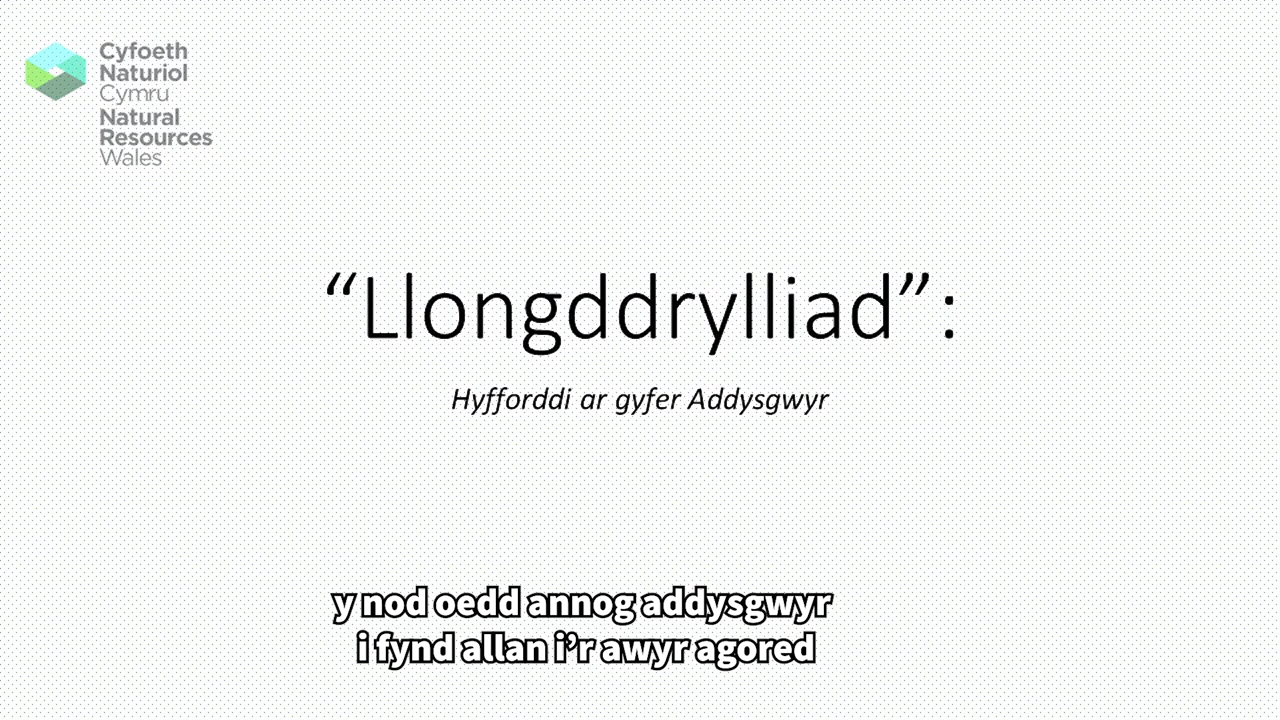 Cyfoeth
Naturiol
Cymru
Natural
Resources
Wales
“Llongddrylliad”:
Hyfforddi ar gyfer Addysgwyr
y nod oedd annog addysgwyr
i fynd allan i’r awyr agored